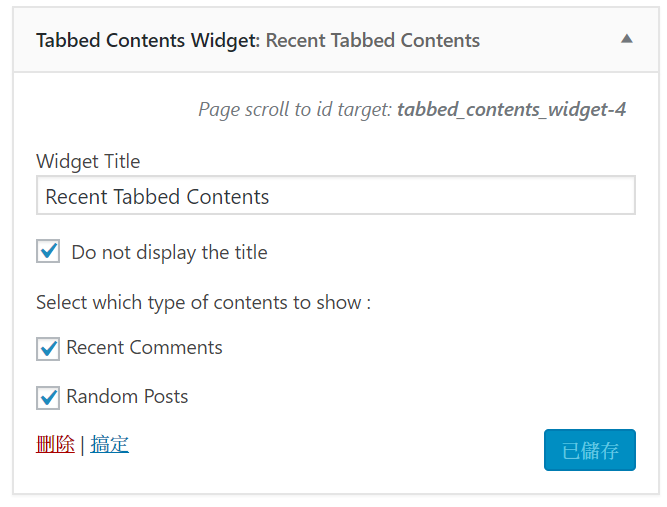 Tabbed Contents Widget: Recent Tabbed Contents
Page scroll to id target: tabbed_contents_widget-4
Widget Title
Recent Tabbed Contents
Do not display the title
Select which type of contents to show :
Recent Comments
Random Posts
刪除 | 搞定
已儲存